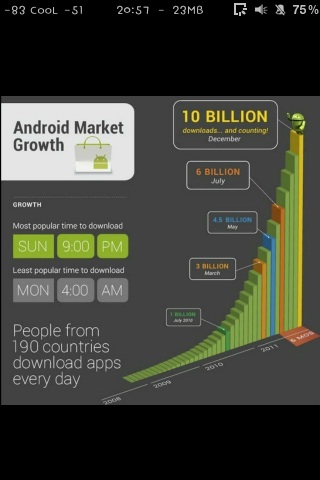 -83 CooL -51 20:57 - 23MB 75%
Android Market
Growth
GROWTH
Most popular time to download
SUN 9:00 PM
Least popular time to download
MON 4:00 AM
People from
190 countries
download apps
every day
10 BILLION
downloads... and counting!
December
6 BILLION
July
4.5 BILLION
May
3 BILLION
March
1 BILLION
July 2010
2008
2009
2010
2011
6 MOS